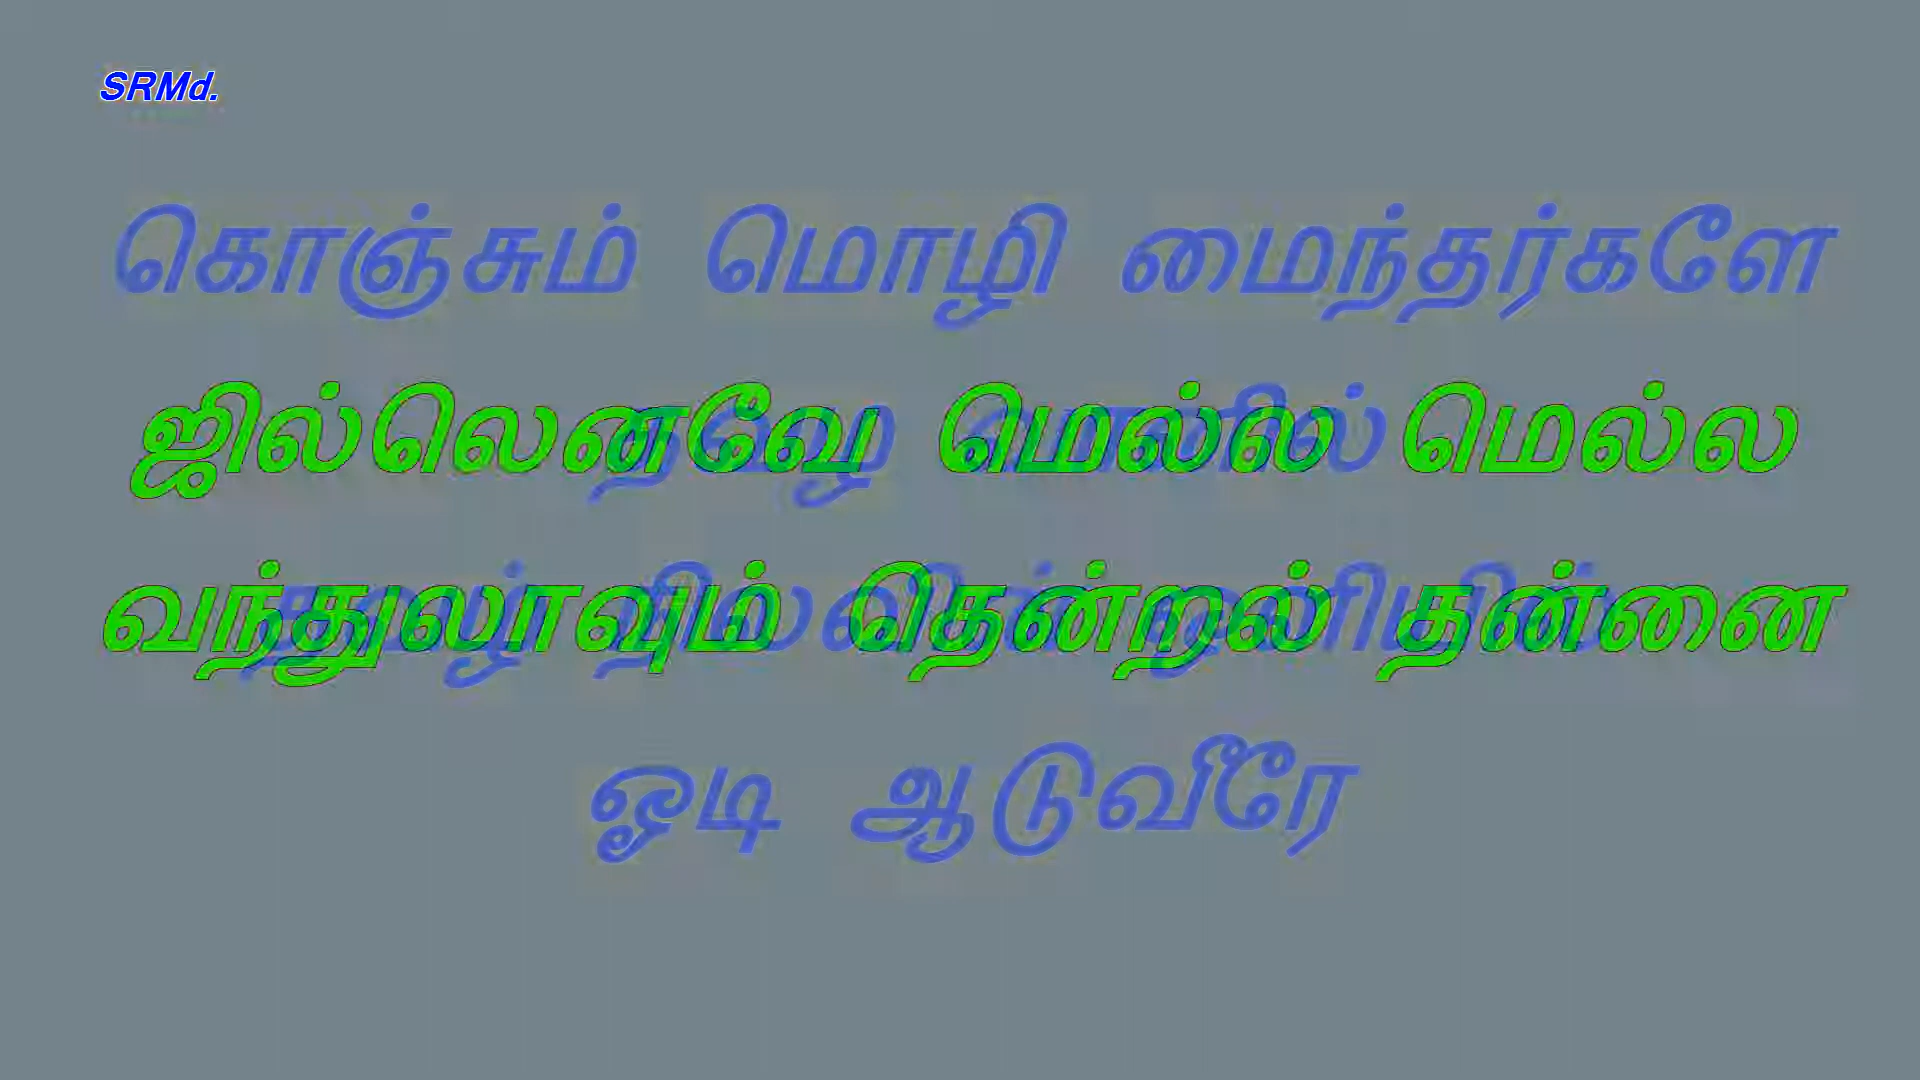 SRMd.
கொஞ்சும் மொழி மைந்தர்களே
ஜில்லெனவே மெல்ல மெல்ல
வந்துலாவும் தென்றல் தன்னை
ஓடி ஆடுவீரே